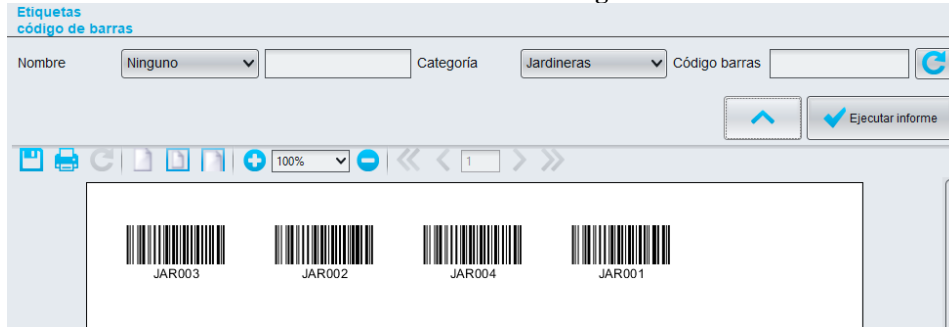 Etiquetas
código de barras
Nombre Ninguno Categoría Jardineras Código barras
Ejecutar informe
100% 1
JAR003 JAR002 JAR004 JAR001